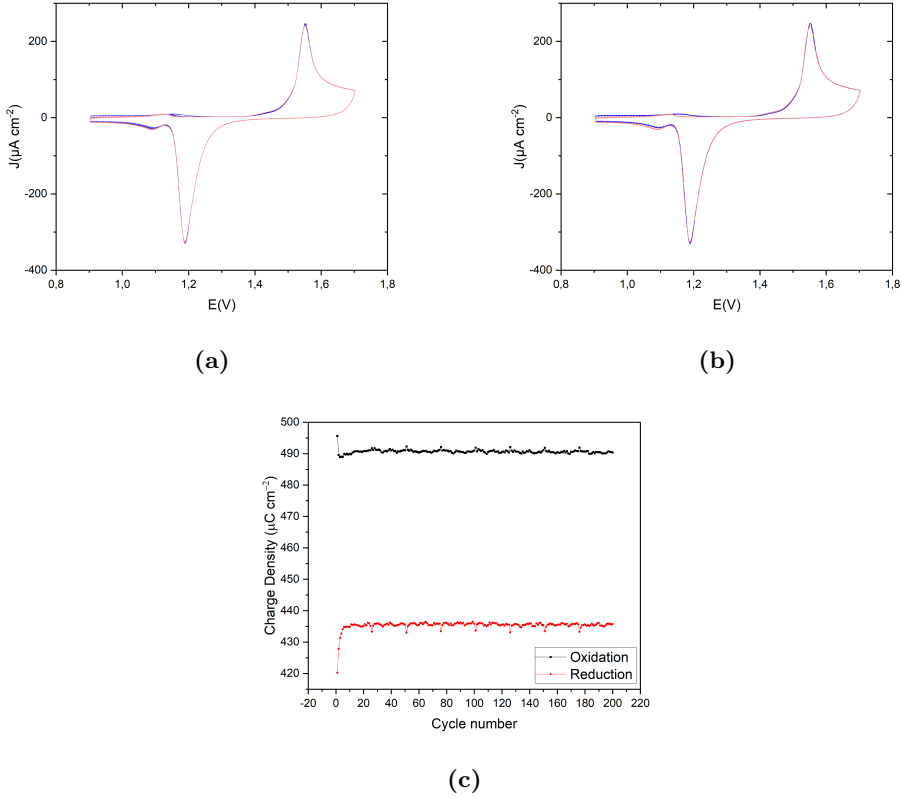 200
0
-200
-400
J(µA cm⁻²)
0,8 1,0 1,2 1,4 1,6 1,8
E(V)
(a)
200
0
-200
-400
J(µA cm⁻²)
0,8 1,0 1,2 1,4 1,6 1,8
E(V)
(b)
500
490
480
470
460
450
440
430
420
Charge Density (µC cm⁻²)
Oxidation
Reduction
-20 0 20 40 60 80 100 120 140 160 180 200 220
Cycle number
(c)